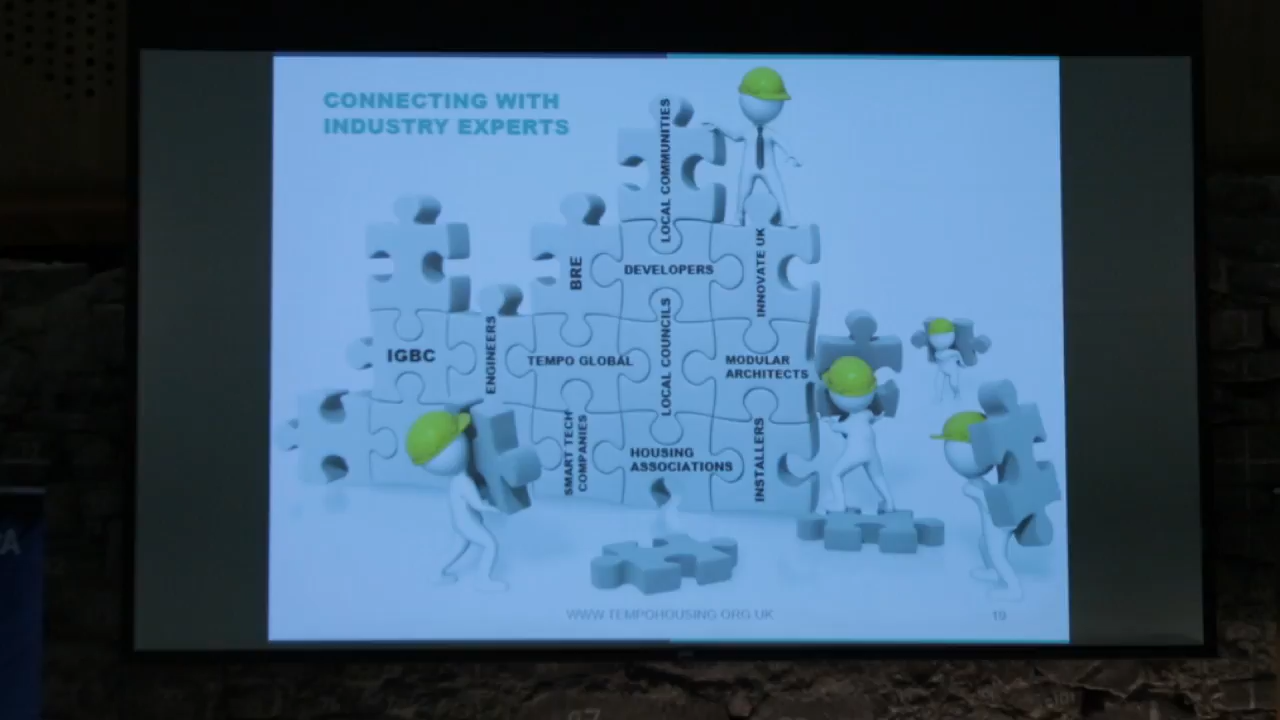 CONNECTING WITH
INDUSTRY EXPERTS
LOCAL COMMUNITIES
BRE
DEVELOPERS
INNOVATE UK
IGBC
ENGINEERS
TEMPO GLOBAL
LOCAL COUNCILS
MODULAR
ARCHITECTS
SMART TECH
COMPANIES
HOUSING
ASSOCIATIONS
INSTALLERS
WWW.TEMPOHOUSING.ORG.UK